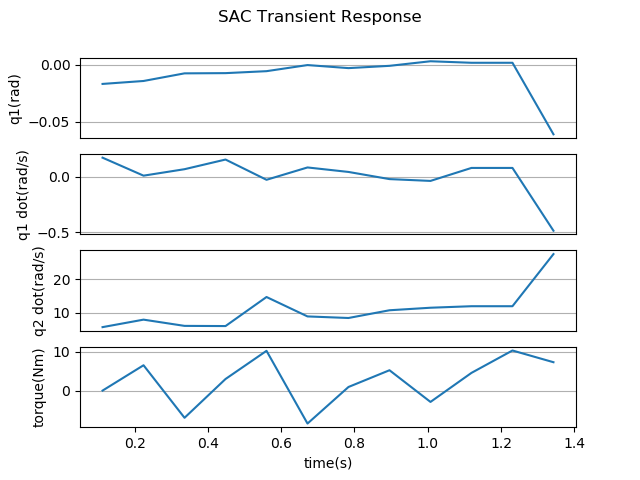 SAC Transient Response
q1(rad)
0.00
−0.05
q1 dot(rad/s)
0.0
−0.5
q2 dot(rad/s)
20
10
torque(Nm)
10
0
0.2 0.4 0.6 0.8 1.0 1.2 1.4
time(s)